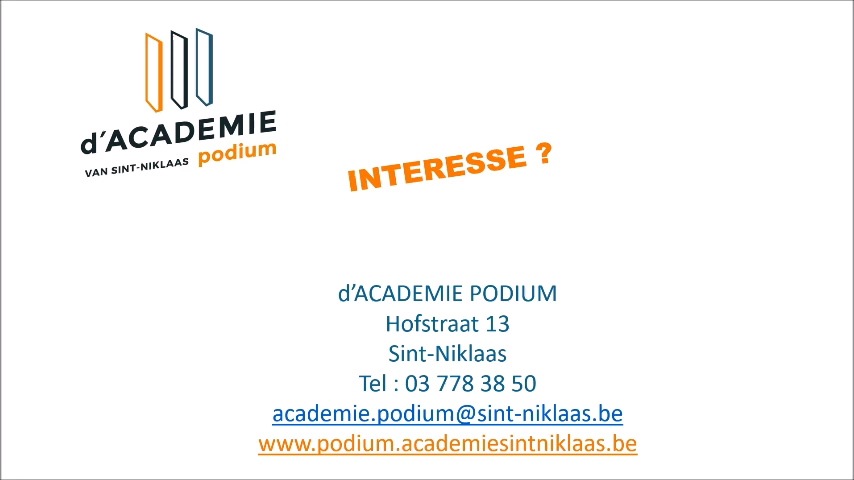 d'ACADEMIE
VAN SINT-NIKLAAS podium
INTERESSE ?
d’ACADEMIE PODIUM
Hofstraat 13
Sint-Niklaas
Tel : 03 778 38 50
academie.podium@sint-niklaas.be
www.podium.academiesintniklaas.be